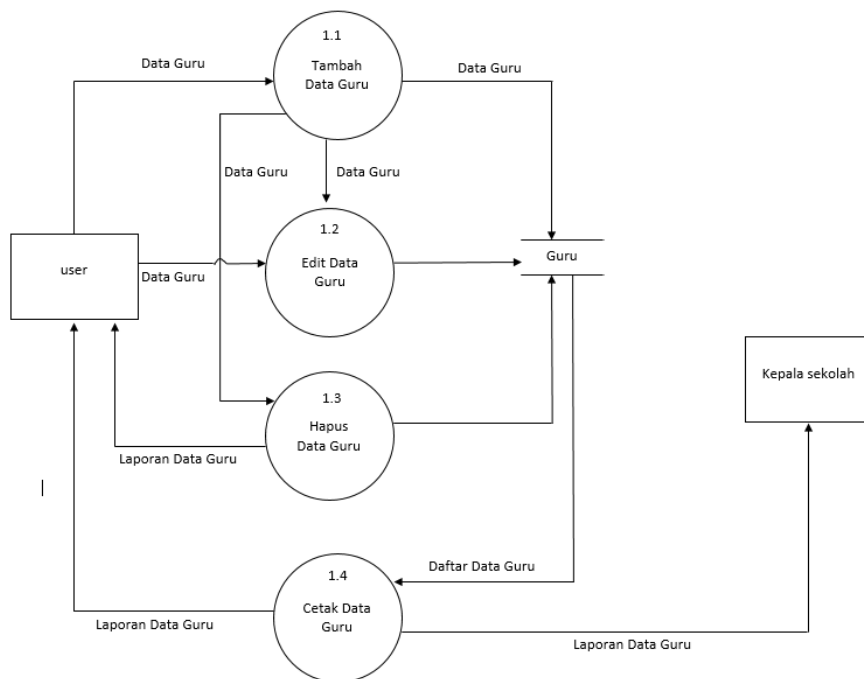 1.1
Tambah
Data Guru
Data Guru
Data Guru
Data Guru
Data Guru
user
Data Guru
1.2
Edit Data
Guru
Guru
Kepala sekolah
1.3
Hapus
Data Guru
Laporan Data Guru
1.4
Cetak Data
Guru
Daftar Data Guru
Laporan Data Guru
Laporan Data Guru